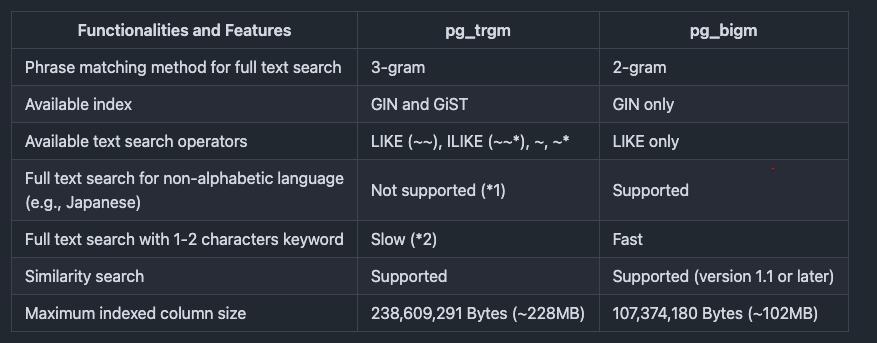 Functionalities and Features pg_trgm pg_bigm
Phrase matching method for full text search 3-gram 2-gram
Available index GIN and GiST GIN only
Available text search operators LIKE (~~), ILIKE (~~*), ~, ~* LIKE only
Full text search for non-alphabetic language
(e.g., Japanese) Not supported (*1) Supported
Full text search with 1-2 characters keyword Slow (*2) Fast
Similarity search Supported Supported (version 1.1 or later)
Maximum indexed column size 238,609,291 Bytes (~228MB) 107,374,180 Bytes (~102MB)